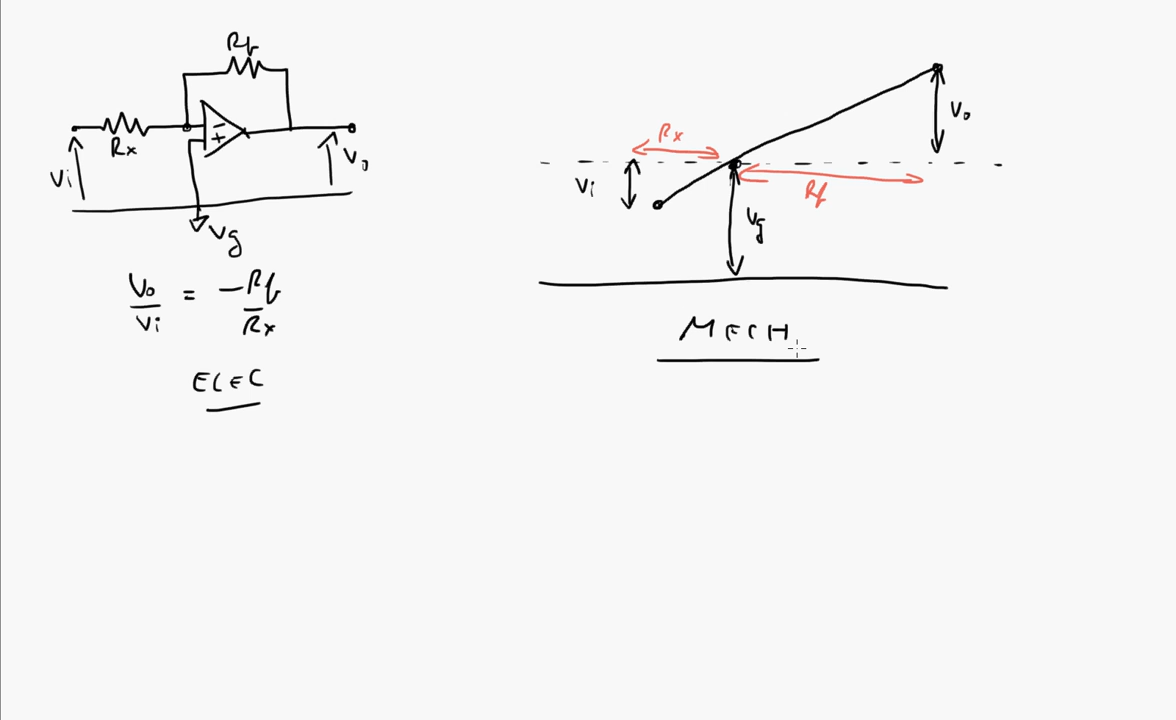 Rf
Rx
−
+
Vi
Vo
Vg
Vo/Vi = −Rf/Rx
ELEC
Rx
Vo
Vi
Rf
Vg
MECH